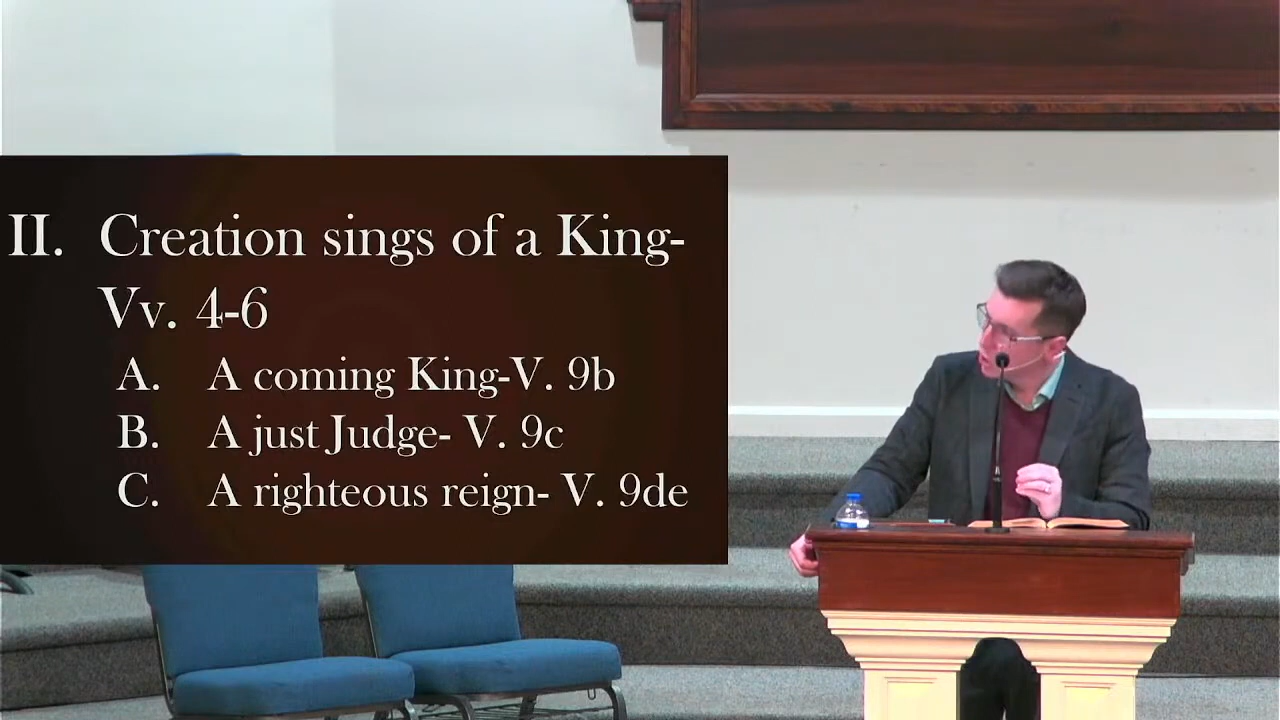 II. Creation sings of a King-
Vv. 4-6
A. A coming King-V. 9b
B. A just Judge- V. 9c
C. A righteous reign- V. 9de